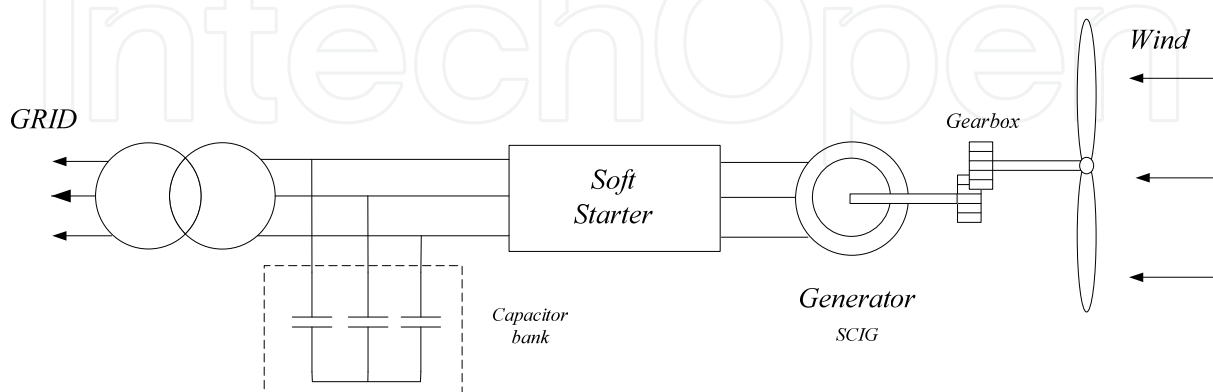 IntechOpen
Wind
GRID
Gearbox
Soft
Starter
Generator
SCIG
Capacitor
bank